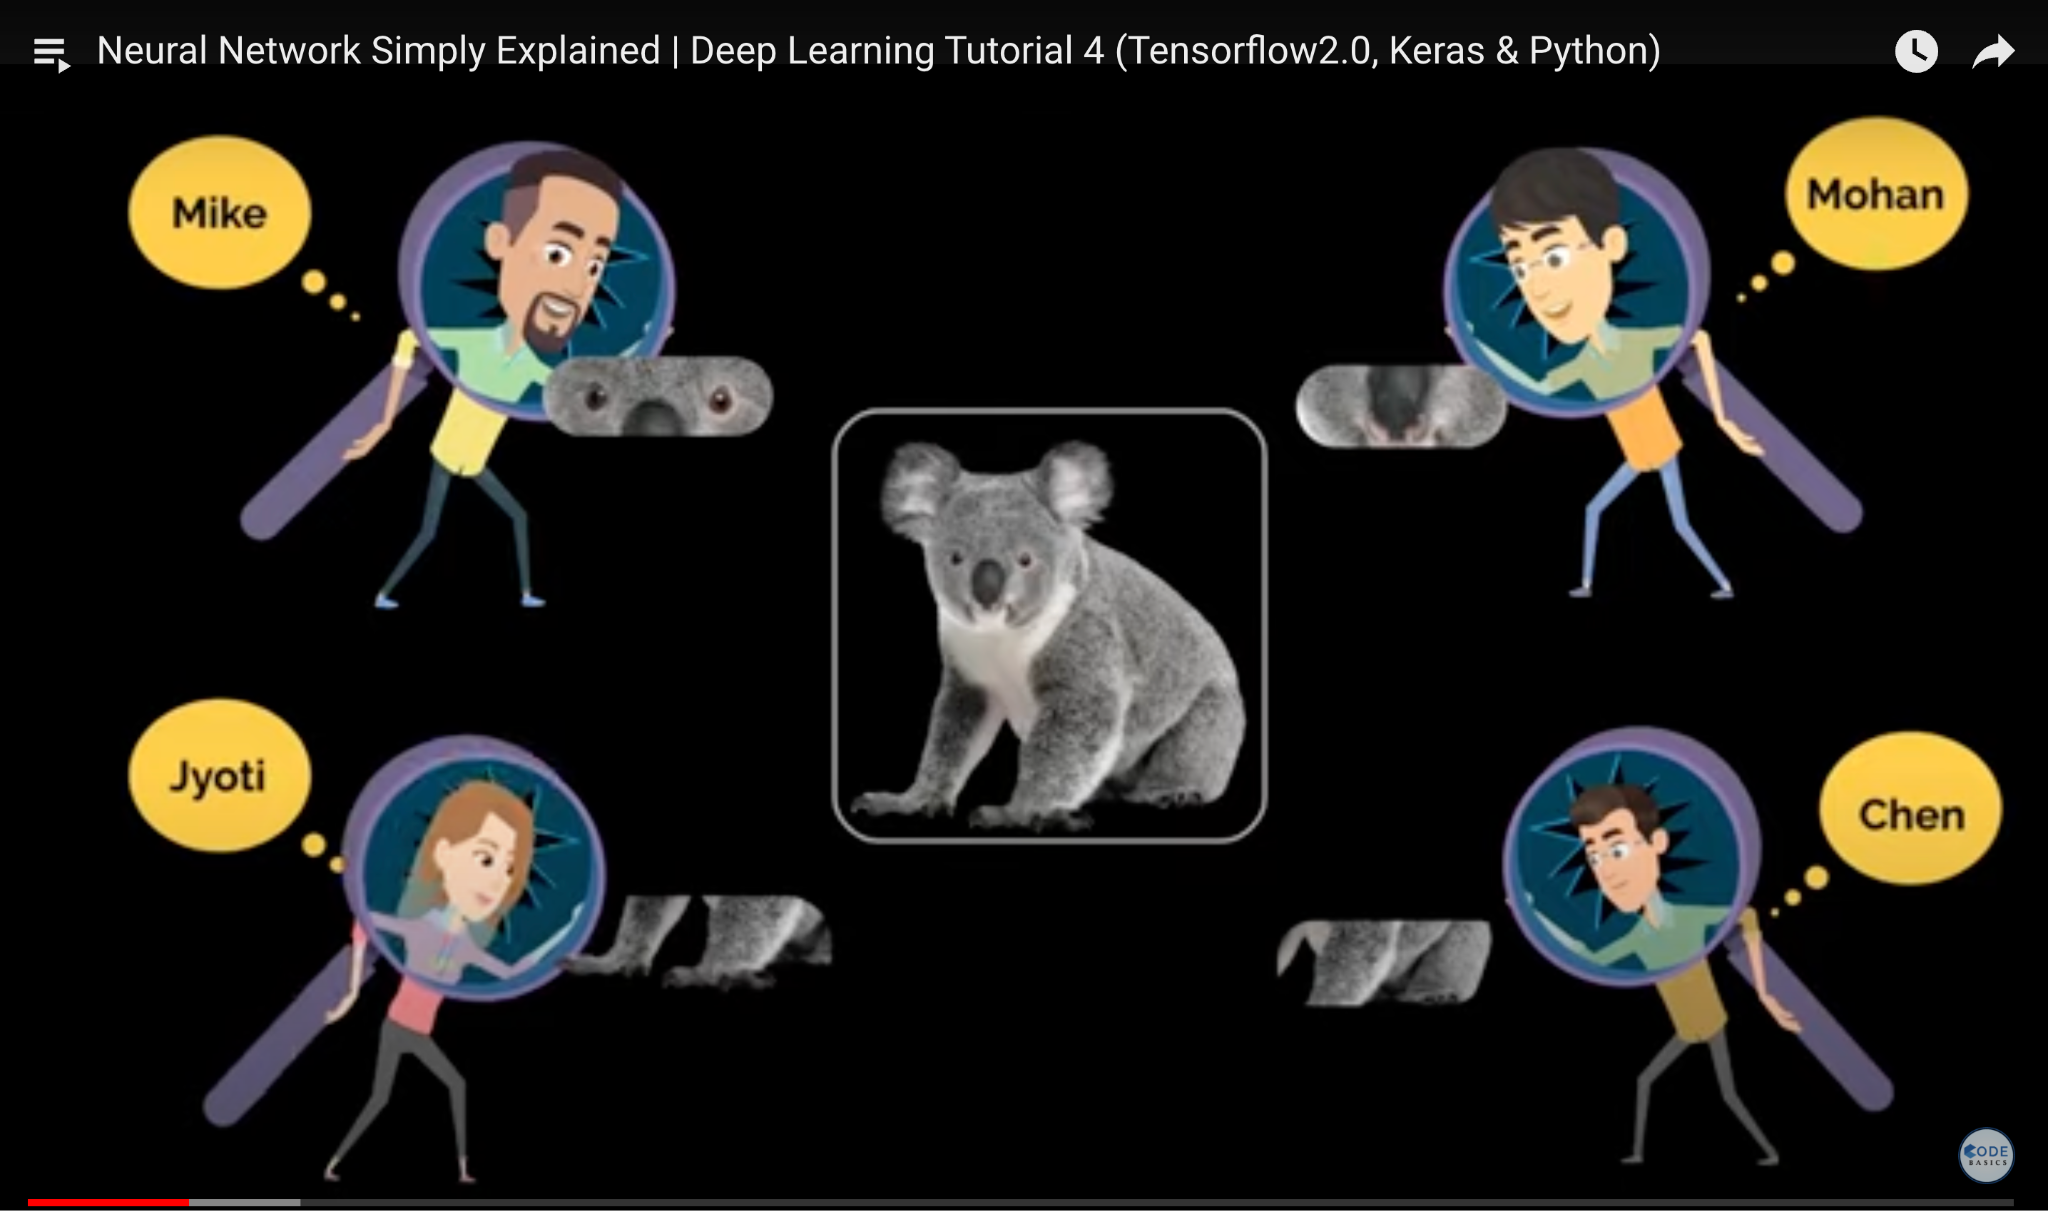 Neural Network Simply Explained | Deep Learning Tutorial 4 (Tensorflow2.0, Keras & Python)
Mike
Mohan
Jyoti
Chen
CODE
BASICS